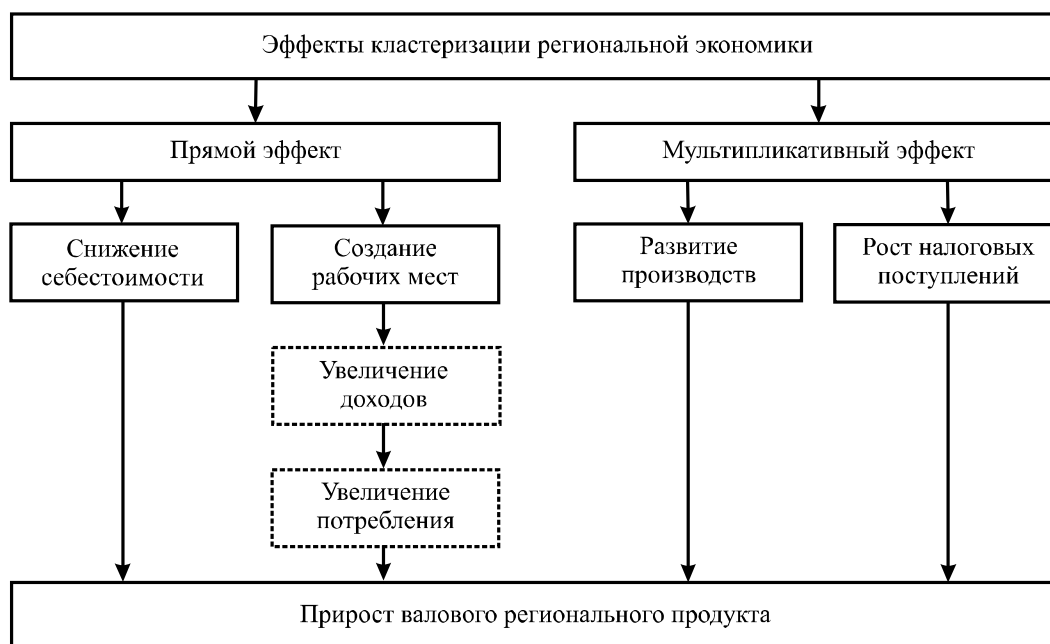 Эффекты кластеризации региональной экономики
Прямой эффект
Мультипликативный эффект
Снижение
себестоимости
Создание
рабочих мест
Развитие
производств
Рост налоговых
поступлений
Увеличение
доходов
Увеличение
потребления
Прирост валового регионального продукта